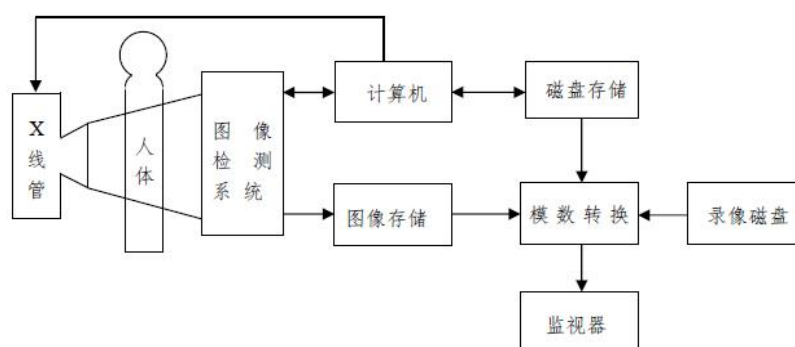 X
线
管
人
体
图 像
检 测
系 统
计算机
磁盘存储
图像存储
模数转换
录像磁盘
监视器